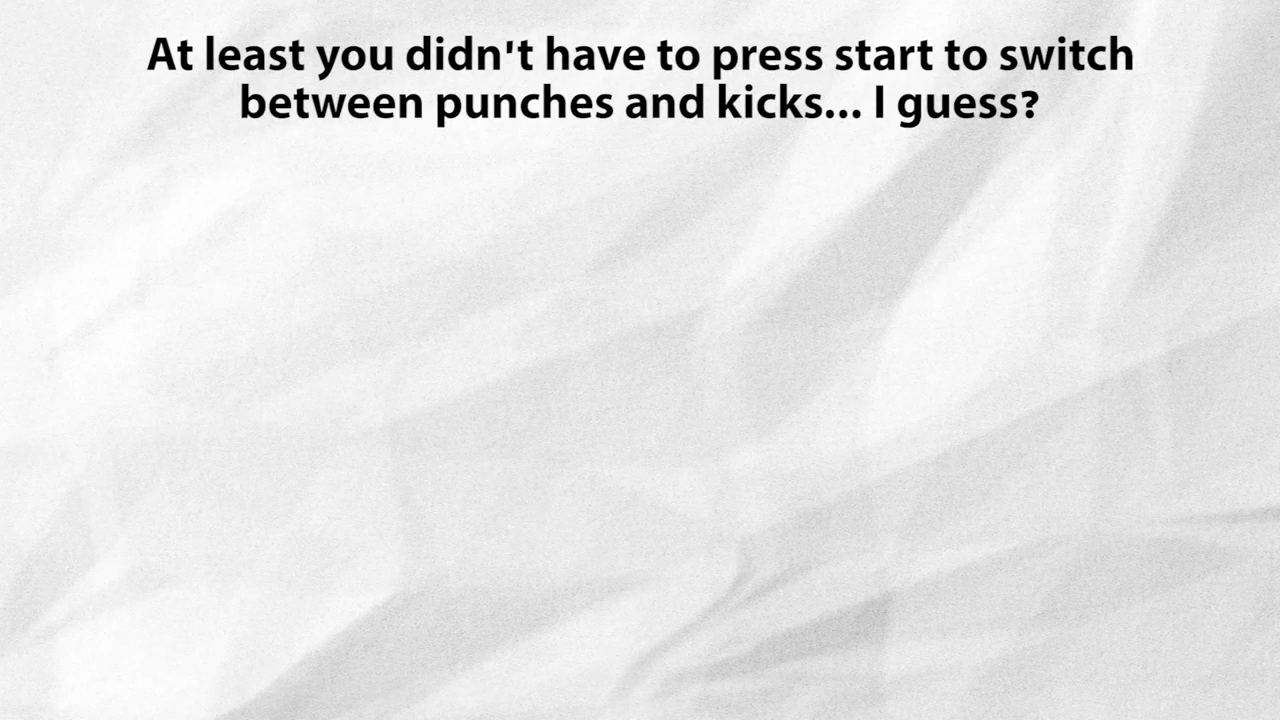 At least you didn't have to press start to switch
between punches and kicks... I guess?